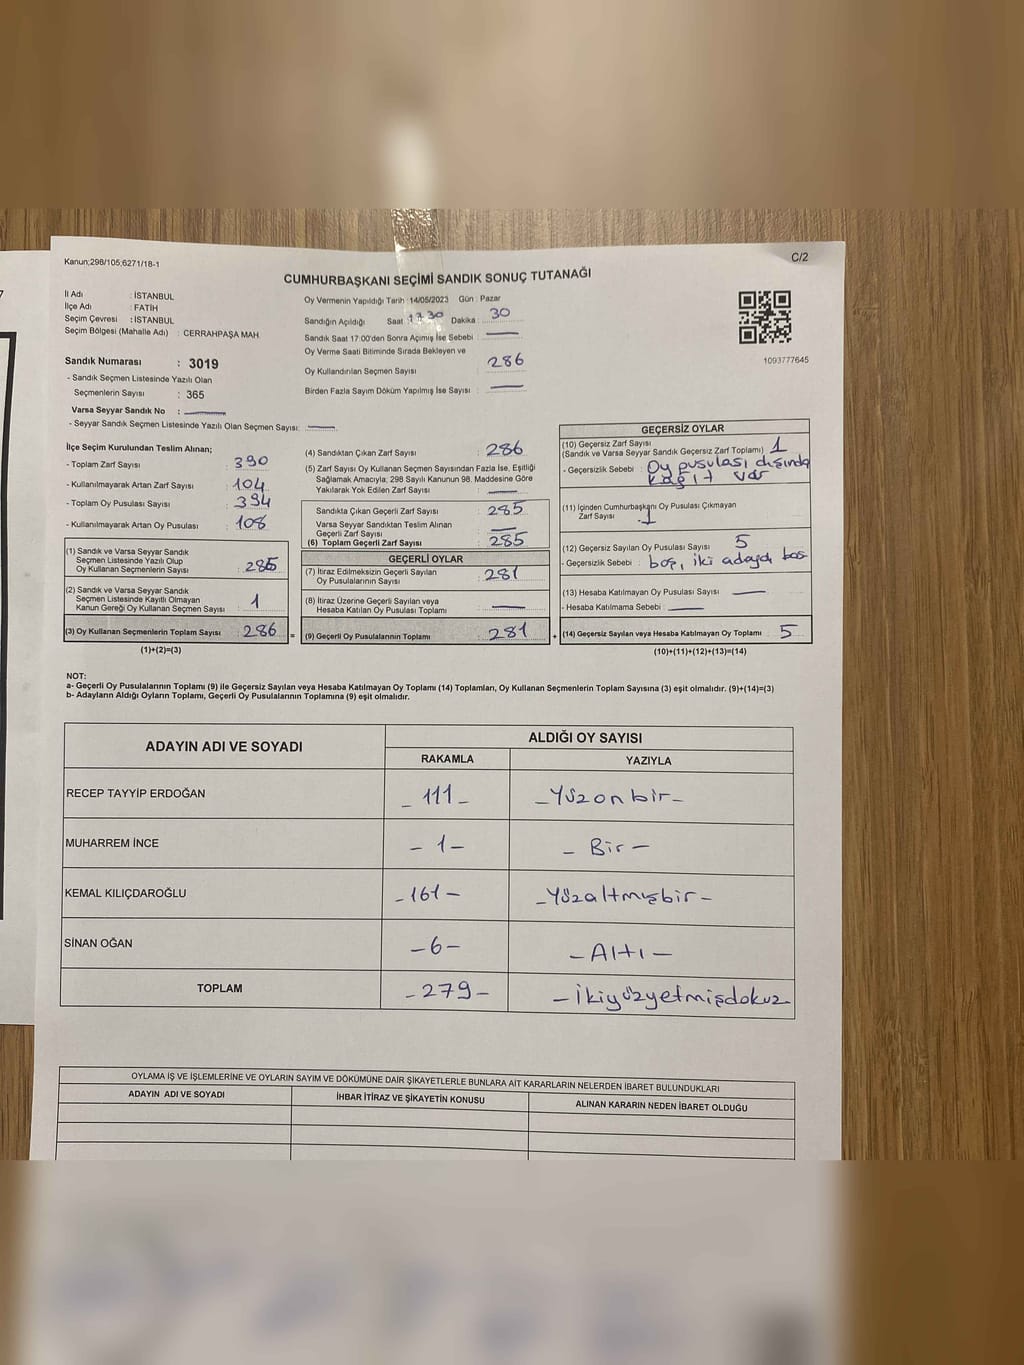 Kanun;298/105,6271/18-1
C/2
CUMHURBAŞKANI SEÇİMİ SANDIK SONUÇ TUTANAĞI
İl Adı : İSTANBUL
İlçe Adı : FATİH
Seçim Çevresi : İSTANBUL
Seçim Bölgesi (Mahalle Adı) : CERRAHPAŞA MAH.
Sandık Numarası : 3019
- Sandık Seçmen Listesinde Yazılı Olan
Seçmenlerin Sayısı : 365
Varsa Seyyar Sandık No :
- Seyyar Sandık Seçmen Listesinde Yazılı Olan Seçmen Sayısı:
Oy Vermenin Yapıldığı Tarih :14/05/2023 Gün : Pazar
Sandığın Açıldığı Saat : Dakika : 30
Sandık Saat 17:00'den Sonra Açılmış İse Sebebi :
Oy Verme Saati Bitiminde Sırada Bekleyen ve
Oy Kullandırılan Seçmen Sayısı : 286
Birden Fazla Sayım Döküm Yapılmış İse Sayısı :
1093777645
İlçe Seçim Kurulundan Teslim Alınan;
- Toplam Zarf Sayısı : 390
- Kullanılmayarak Artan Zarf Sayısı : 104
- Toplam Oy Pusulası Sayısı : 394
- Kullanılmayarak Artan Oy Pusulası : 108
(1) Sandık ve Varsa Seyyar Sandık
Seçmen Listesinde Yazılı Olup
Oy Kullanan Seçmenlerin Sayısı : 285
(2) Sandık ve Varsa Seyyar Sandık
Seçmen Listesinde Kayıtlı Olmayan
Kanun Gereği Oy Kullanan Seçmen Sayısı : 1
(3) Oy Kullanan Seçmenlerin Toplam Sayısı : 286 =
(1)+(2)=(3)
(4) Sandıktan Çıkan Zarf Sayısı : 286
(5) Zarf Sayısı Oy Kullanan Seçmen Sayısından Fazla İse, Eşitliği
Sağlamak Amacıyla; 298 Sayılı Kanunun 98. Maddesine Göre
Yakılarak Yok Edilen Zarf Sayısı :
Sandıkta Çıkan Geçerli Zarf Sayısı : 285
Varsa Seyyar Sandıktan Teslim Alınan
Geçerli Zarf Sayısı :
(6) Toplam Geçerli Zarf Sayısı : 285
GEÇERLİ OYLAR
(7) İtiraz Edilmeksizin Geçerli Sayılan
Oy Pusulalarının Sayısı : 281
(8) İtiraz Üzerine Geçerli Sayılan veya
Hesaba Katılan Oy Pusulası Toplamı :
(9) Geçerli Oy Pusulalarının Toplamı : 281 +
GEÇERSİZ OYLAR
(10) Geçersiz Zarf Sayısı
(Sandık ve Varsa Seyyar Sandık Geçersiz Zarf Toplamı) : 1
- Geçersizlik Sebebi : Oy pusulası dışında
kağıt var
(11) İçinden Cumhurbaşkanı Oy Pusulası Çıkmayan
Zarf Sayısı : 1
(12) Geçersiz Sayılan Oy Pusulası Sayısı : 5
- Geçersizlik Sebebi : boş, iki adayda
(13) Hesaba Katılmayan Oy Pusulası Sayısı :
- Hesaba Katılmama Sebebi :
(14) Geçersiz Sayılan veya Hesaba Katılmayan Oy Toplamı : 5
(10)+(11)+(12)+(13)=(14)
NOT:
a- Geçerli Oy Pusulalarının Toplamı (9) ile Geçersiz Sayılan veya Hesaba Katılmayan Oy Toplamı (14) Toplamları, Oy Kullanan Seçmenlerin Toplam Sayısına (3) eşit olmalıdır. (9)+(14)=(3)
b- Adayların Aldığı Oyların Toplamı, Geçerli Oy Pusulalarının Toplamına (9) eşit olmalıdır.
ADAYIN ADI VE SOYADI
ALDIĞI OY SAYISI
RAKAMLA YAZIYLA
RECEP TAYYİP ERDOĞAN - 111 - - Yüzonbir -
MUHARREM İNCE - 1 - - Bir -
KEMAL KILIÇDAROĞLU - 161 - - Yüzaltmışbir -
SİNAN OĞAN - 6 - - Altı -
TOPLAM - 279 - - İkiyüzyetmişdokuz
OYLAMA İŞ VE İŞLEMLERİNE VE OYLARIN SAYIM VE DÖKÜMÜNE DAİR ŞİKAYETLERLE BUNLARA AİT KARARLARIN NELERDEN İBARET BULUNDUKLARI
ADAYIN ADI VE SOYADI İHBAR İTİRAZ VE ŞİKAYETİN KONUSU ALINAN KARARIN NEDEN İBARET OLDUĞU